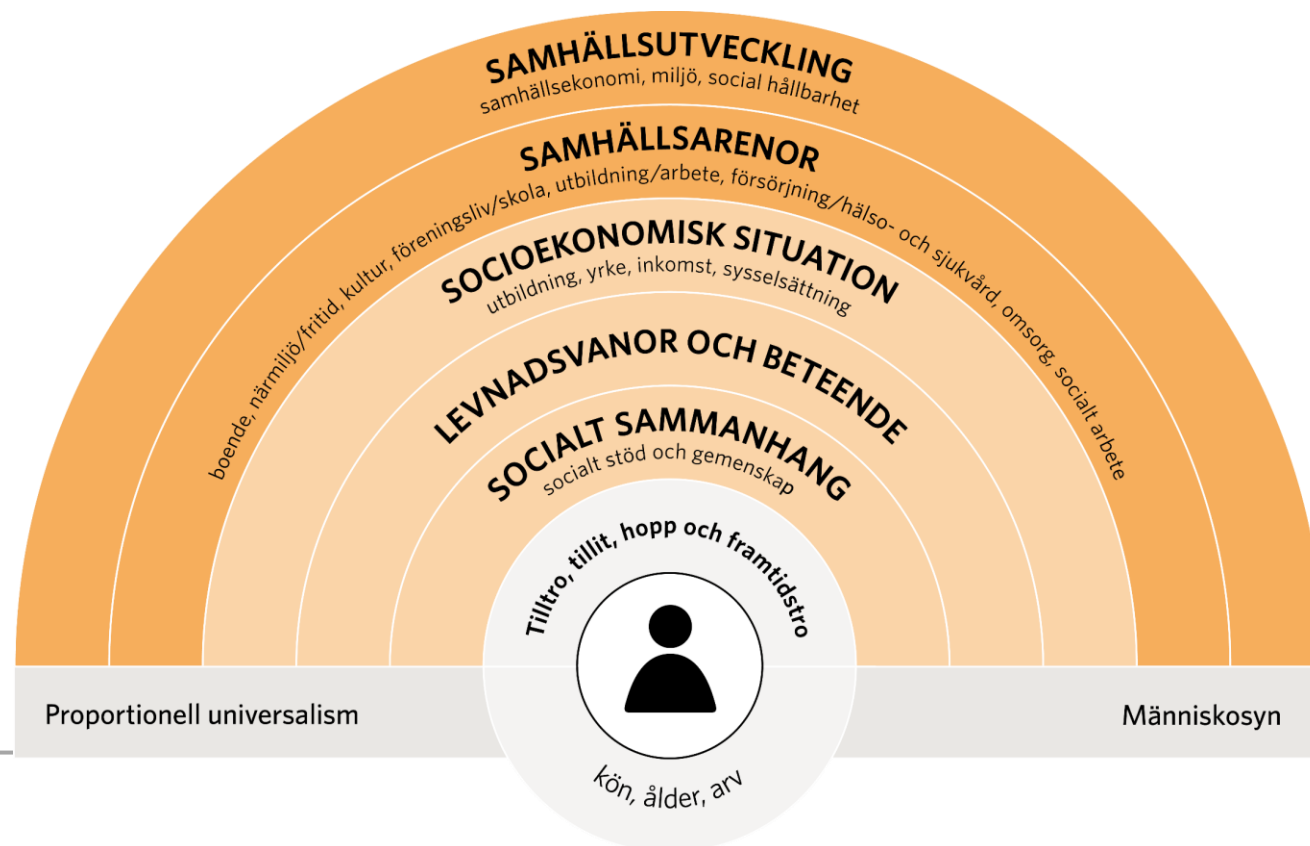 SAMHÄLLSUTVECKLING
samhällsekonomi, miljö, social hållbarhet
SAMHÄLLSARENOR
boende, närmiljö/fritid, kultur, föreningsliv/skola, utbildning/arbete, försörjning/hälso- och sjukvård, omsorg, socialt arbete
SOCIOEKONOMISK SITUATION
utbildning, yrke, inkomst, sysselsättning
LEVNADSVANOR OCH BETEENDE
SOCIALT SAMMANHANG
socialt stöd och gemenskap
Tilltro, tillit, hopp och framtidstro
Proportionell universalism
Människosyn
kön, ålder, arv